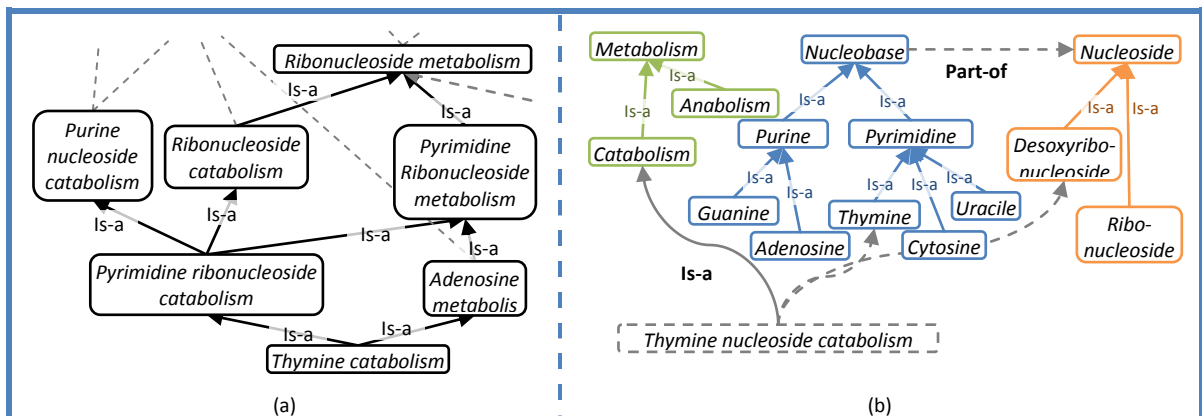 Ribonucleoside metabolism
Is-a
Is-a
Purine
nucleoside
catabolism
Ribonucleoside
catabolism
Pyrimidine
Ribonucleoside
metabolism
Is-a
Is-a
Is-a
Is-a
Pyrimidine ribonucleoside
catabolism
Adenosine
metabolis
Is-a
Is-a
Thymine catabolism
(a)
Metabolism
Nucleobase
Nucleoside
Part-of
Is-a
Anabolism
Is-a
Is-a
Is-a
Is-a
Is-a
Purine
Pyrimidine
Catabolism
Desoxyribo-
nucleoside
Is-a
Is-a
Is-a
Is-a
Is-a
Guanine
Thymine
Uracile
Adenosine
Cytosine
Ribo-
nucleoside
Is-a
Thymine nucleoside catabolism
(b)